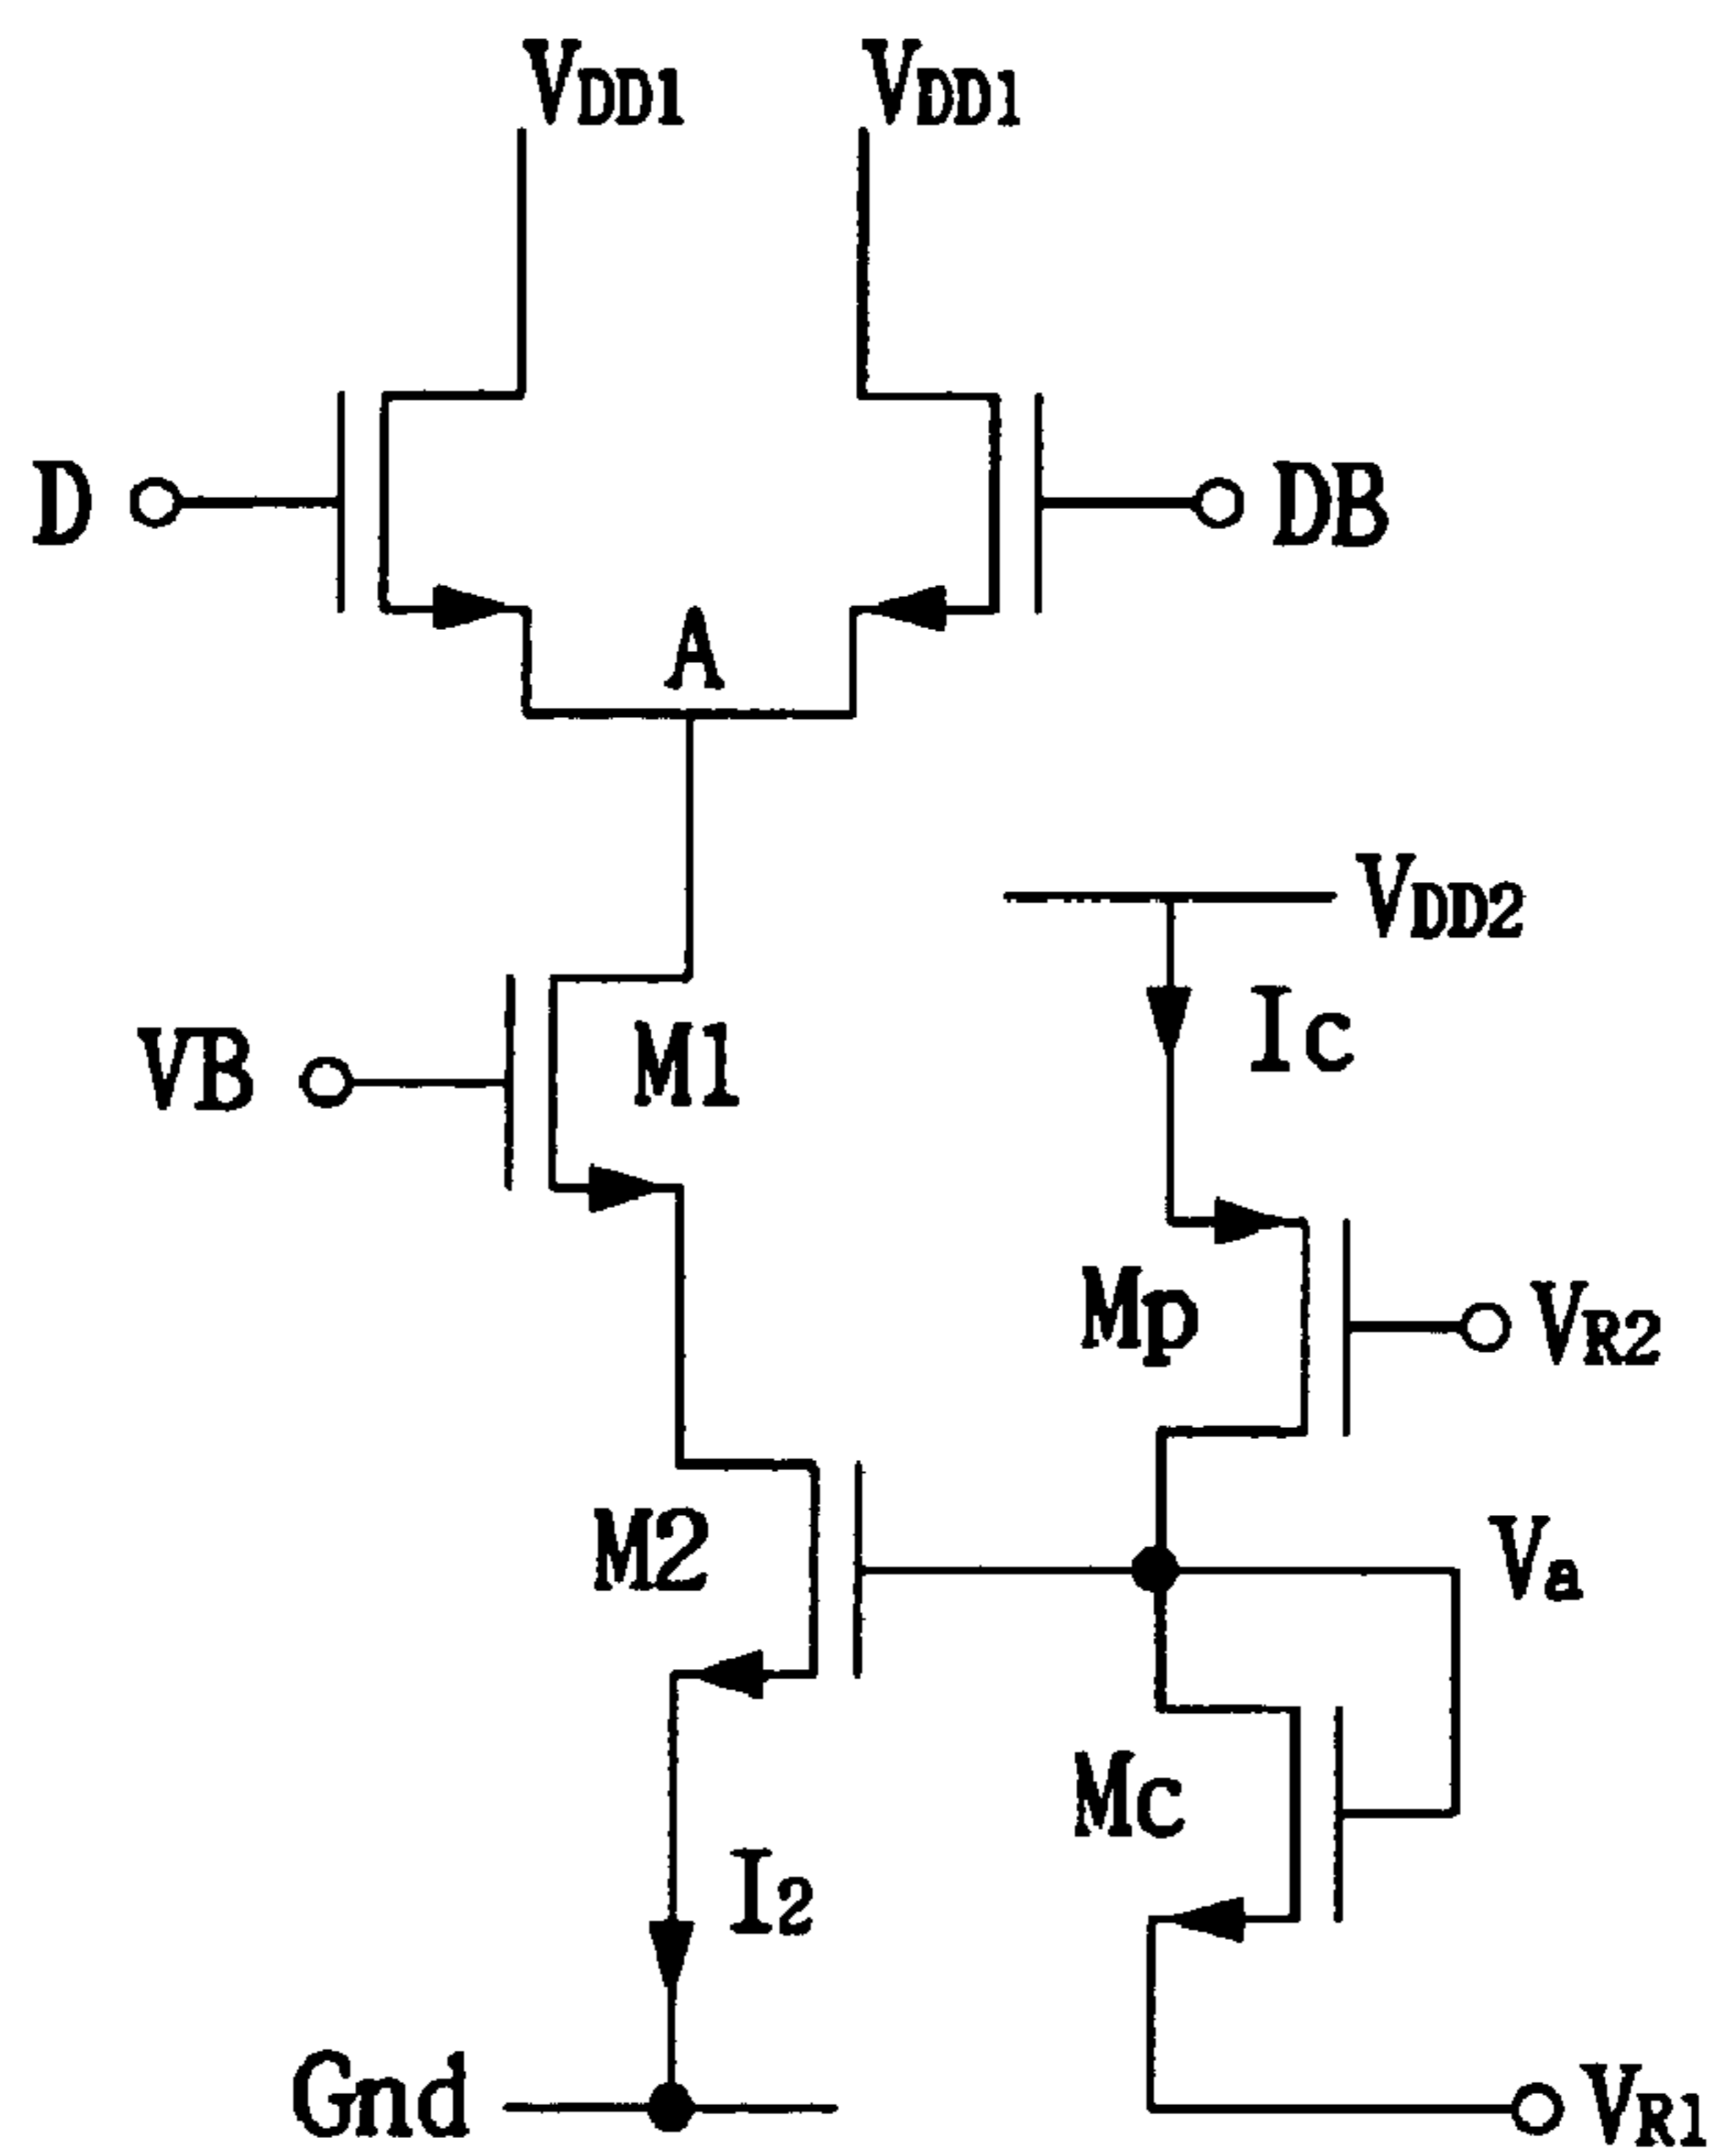 VDD1 VDD1
D DB
A
VDD2
IC
VB M1
Mp VR2
M2 Va
MC
I2
Gnd VR1